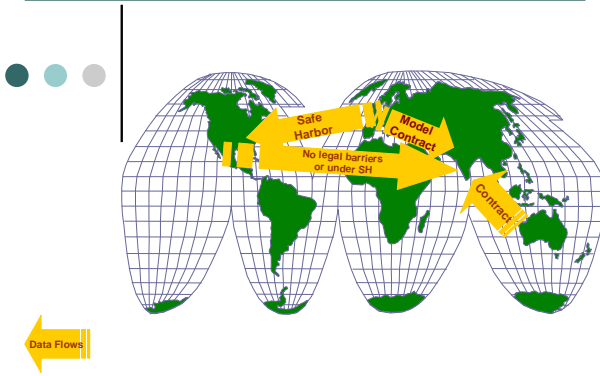 Safe
Harbor
Model
Contract
No legal barriers
or under SH
Contract
Data Flows